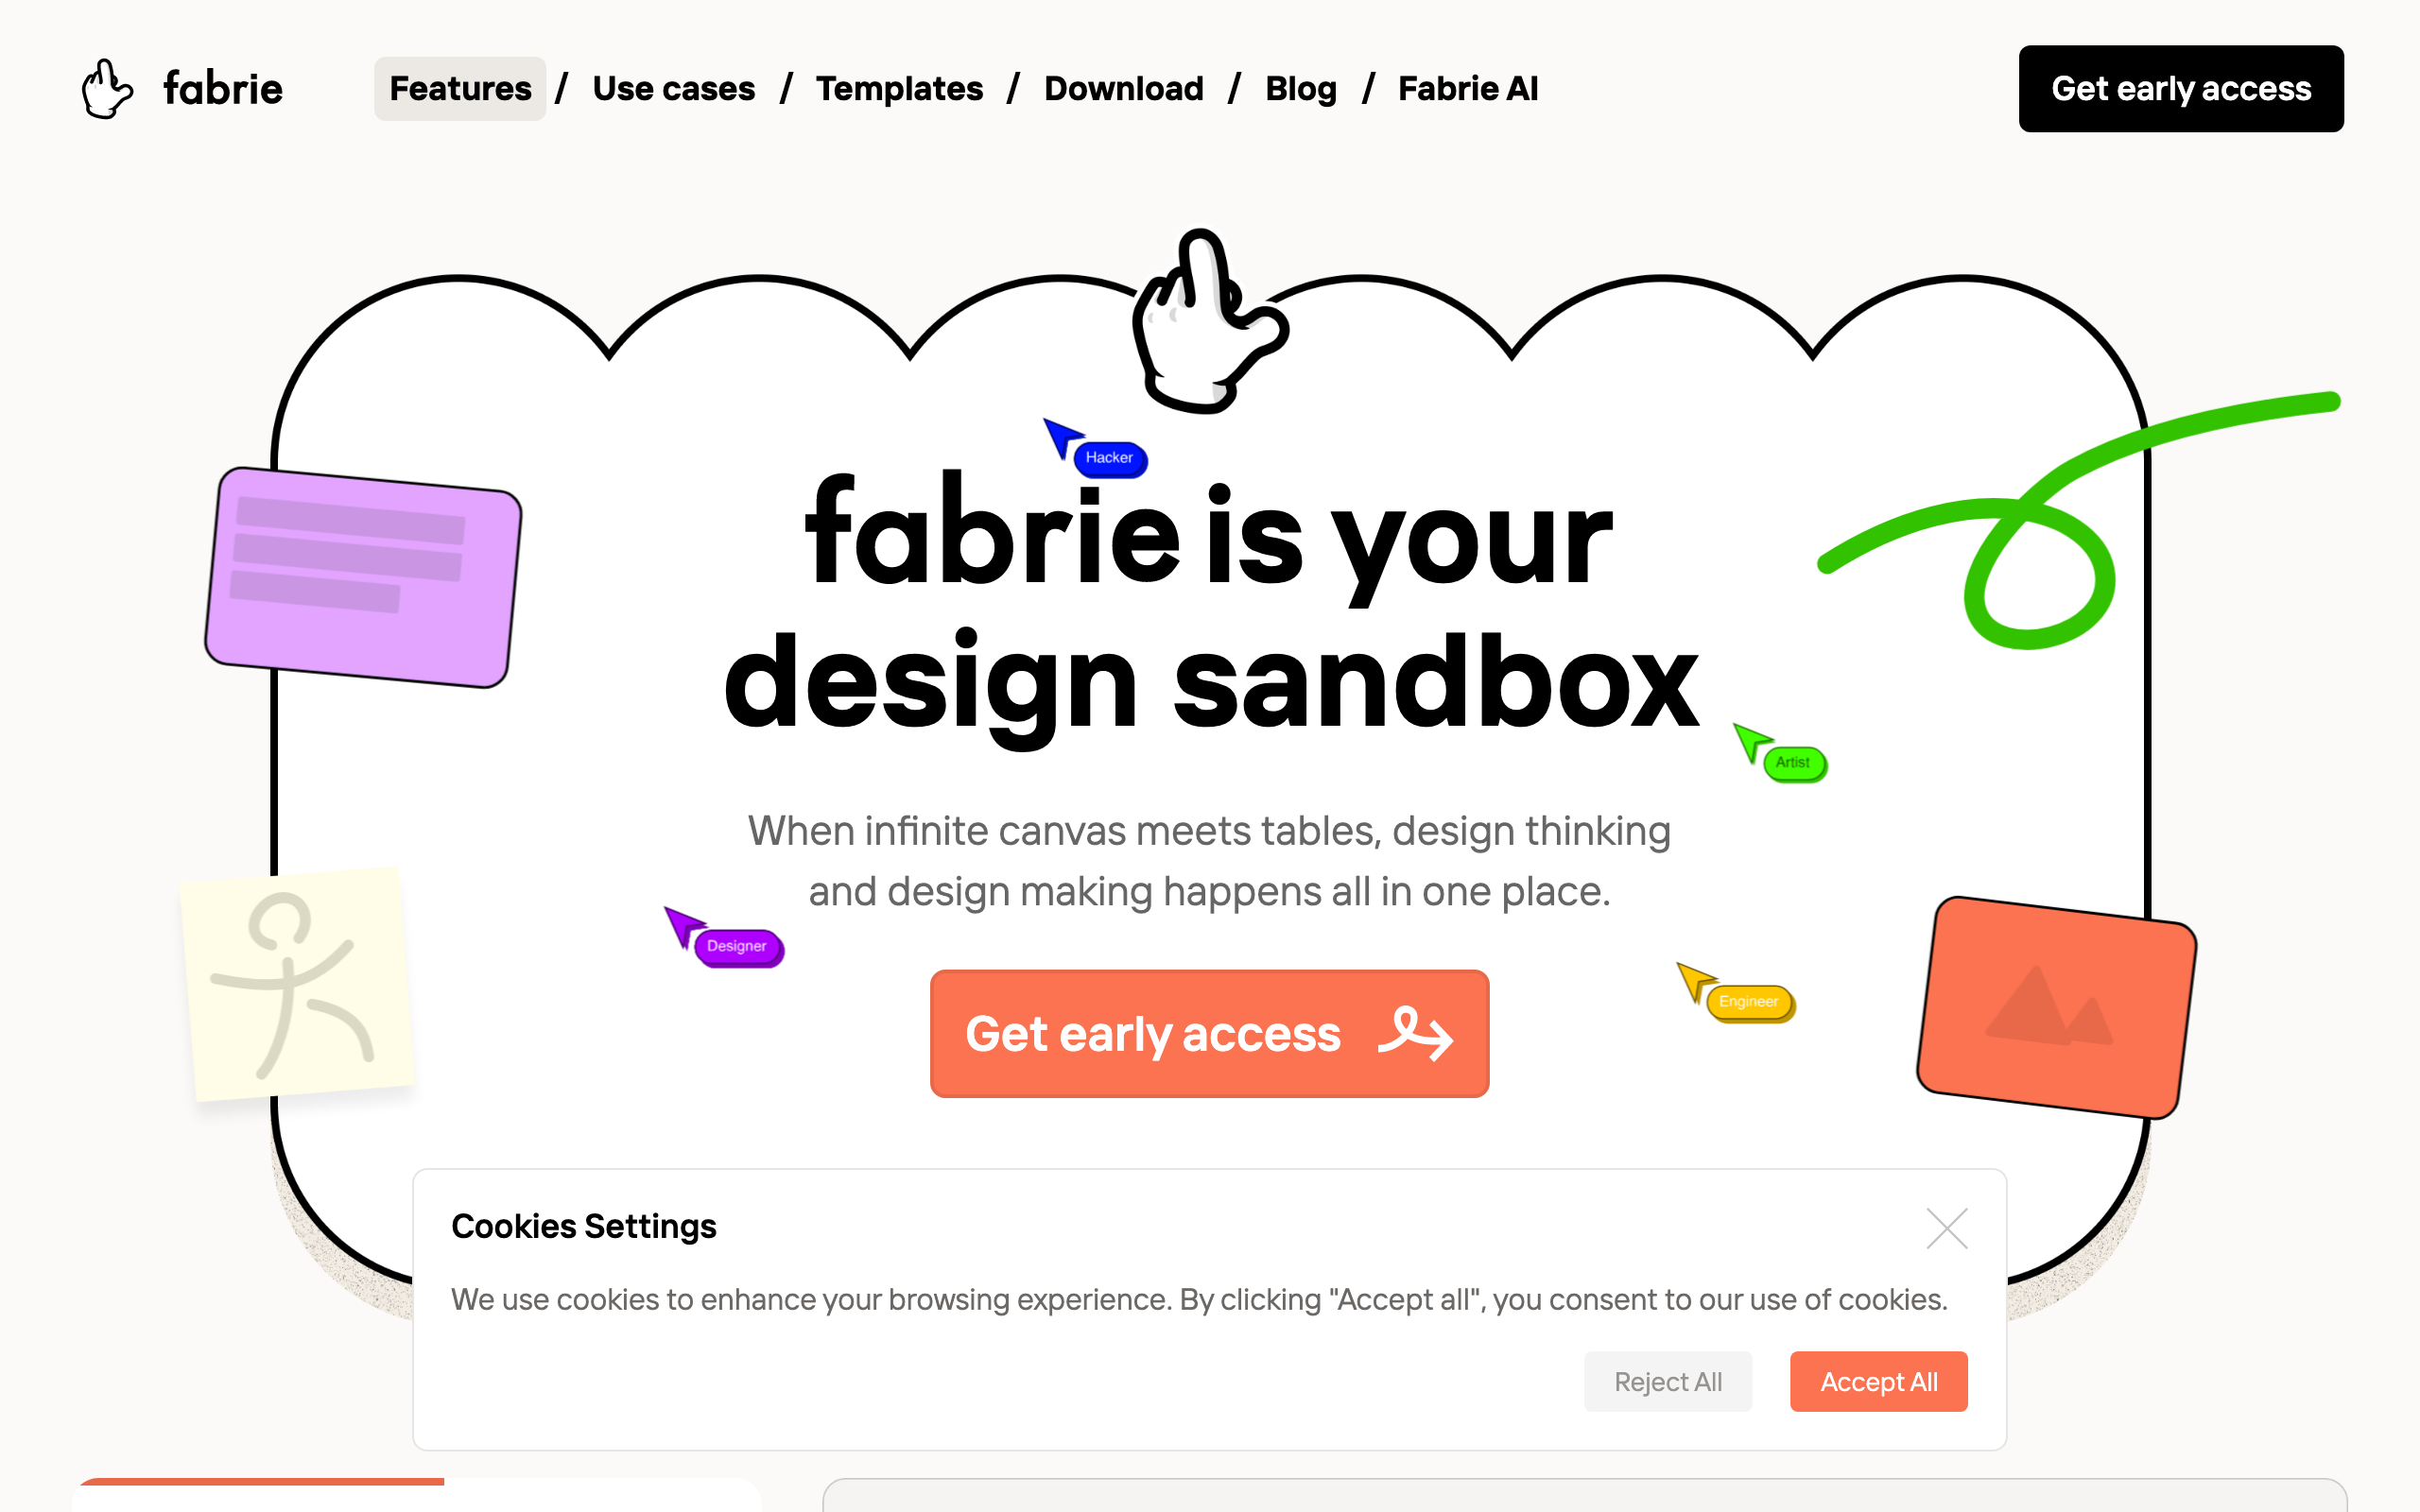 fabrie
Features / Use cases / Templates / Download / Blog / Fabrie AI
Get early access
Hacker
fabrie is your
design sandbox
Artist
When infinite canvas meets tables, design thinking
and design making happens all in one place.
Designer
Engineer
Get early access
Cookies Settings
We use cookies to enhance your browsing experience. By clicking "Accept all", you consent to our use of cookies.
Reject All
Accept All